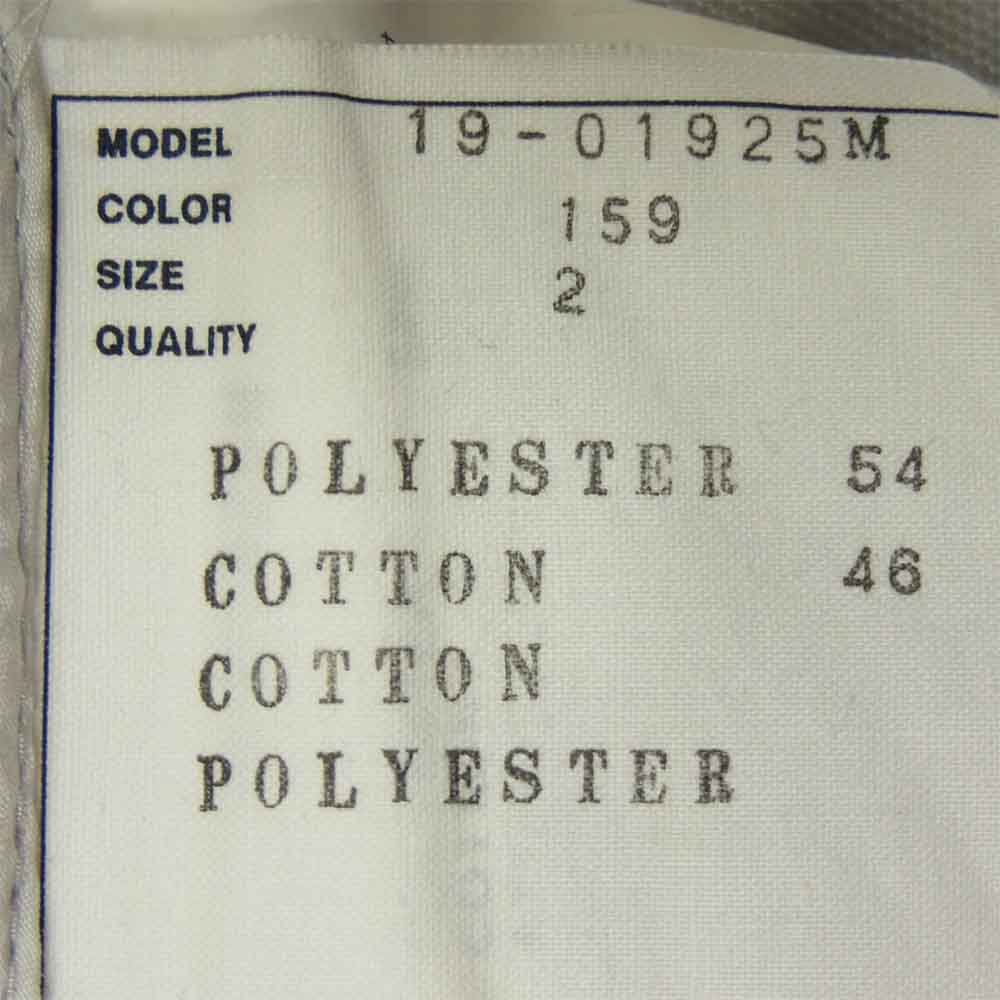 MODEL 19-01925M
COLOR 159
SIZE 2
QUALITY
POLYESTER 54
COTTON 46
COTTON
POLYESTER